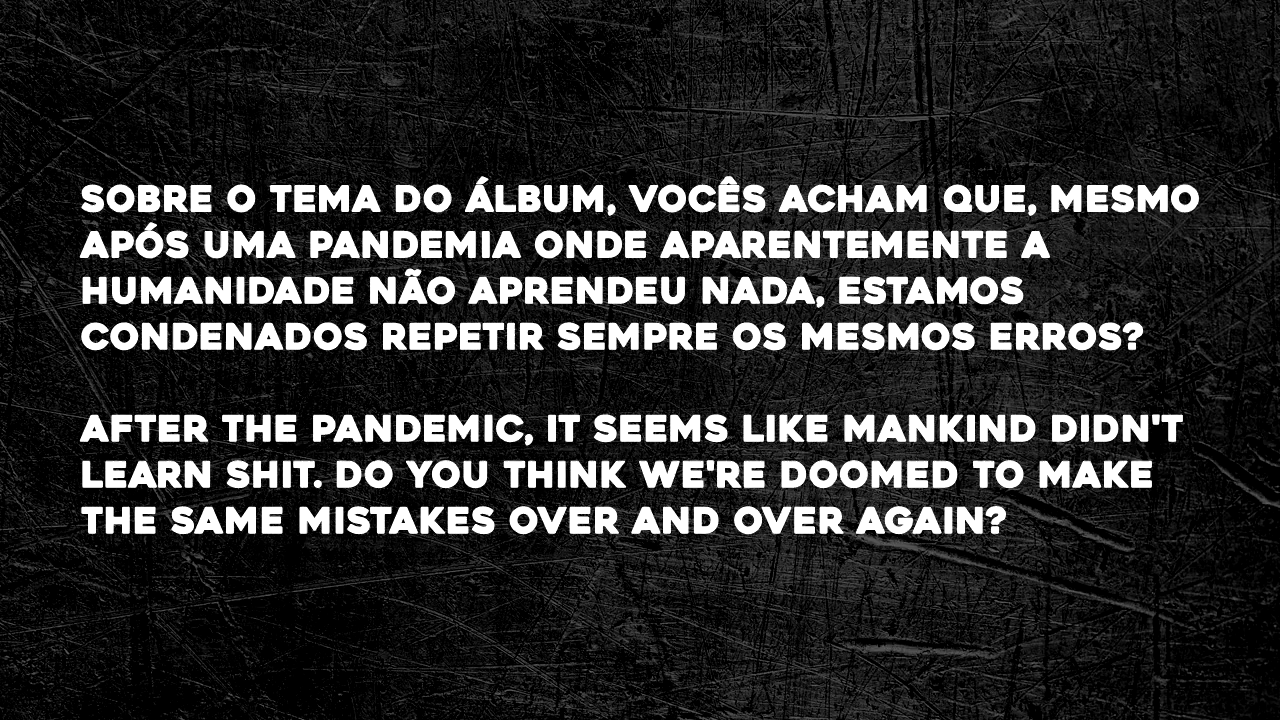 SOBRE O TEMA DO ÁLBUM, VOCÊS ACHAM QUE, MESMO
APÓS UMA PANDEMIA ONDE APARENTEMENTE A
HUMANIDADE NÃO APRENDEU NADA, ESTAMOS
CONDENADOS REPETIR SEMPRE OS MESMOS ERROS?
AFTER THE PANDEMIC, IT SEEMS LIKE MANKIND DIDN'T
LEARN SHIT. DO YOU THINK WE'RE DOOMED TO MAKE
THE SAME MISTAKES OVER AND OVER AGAIN?